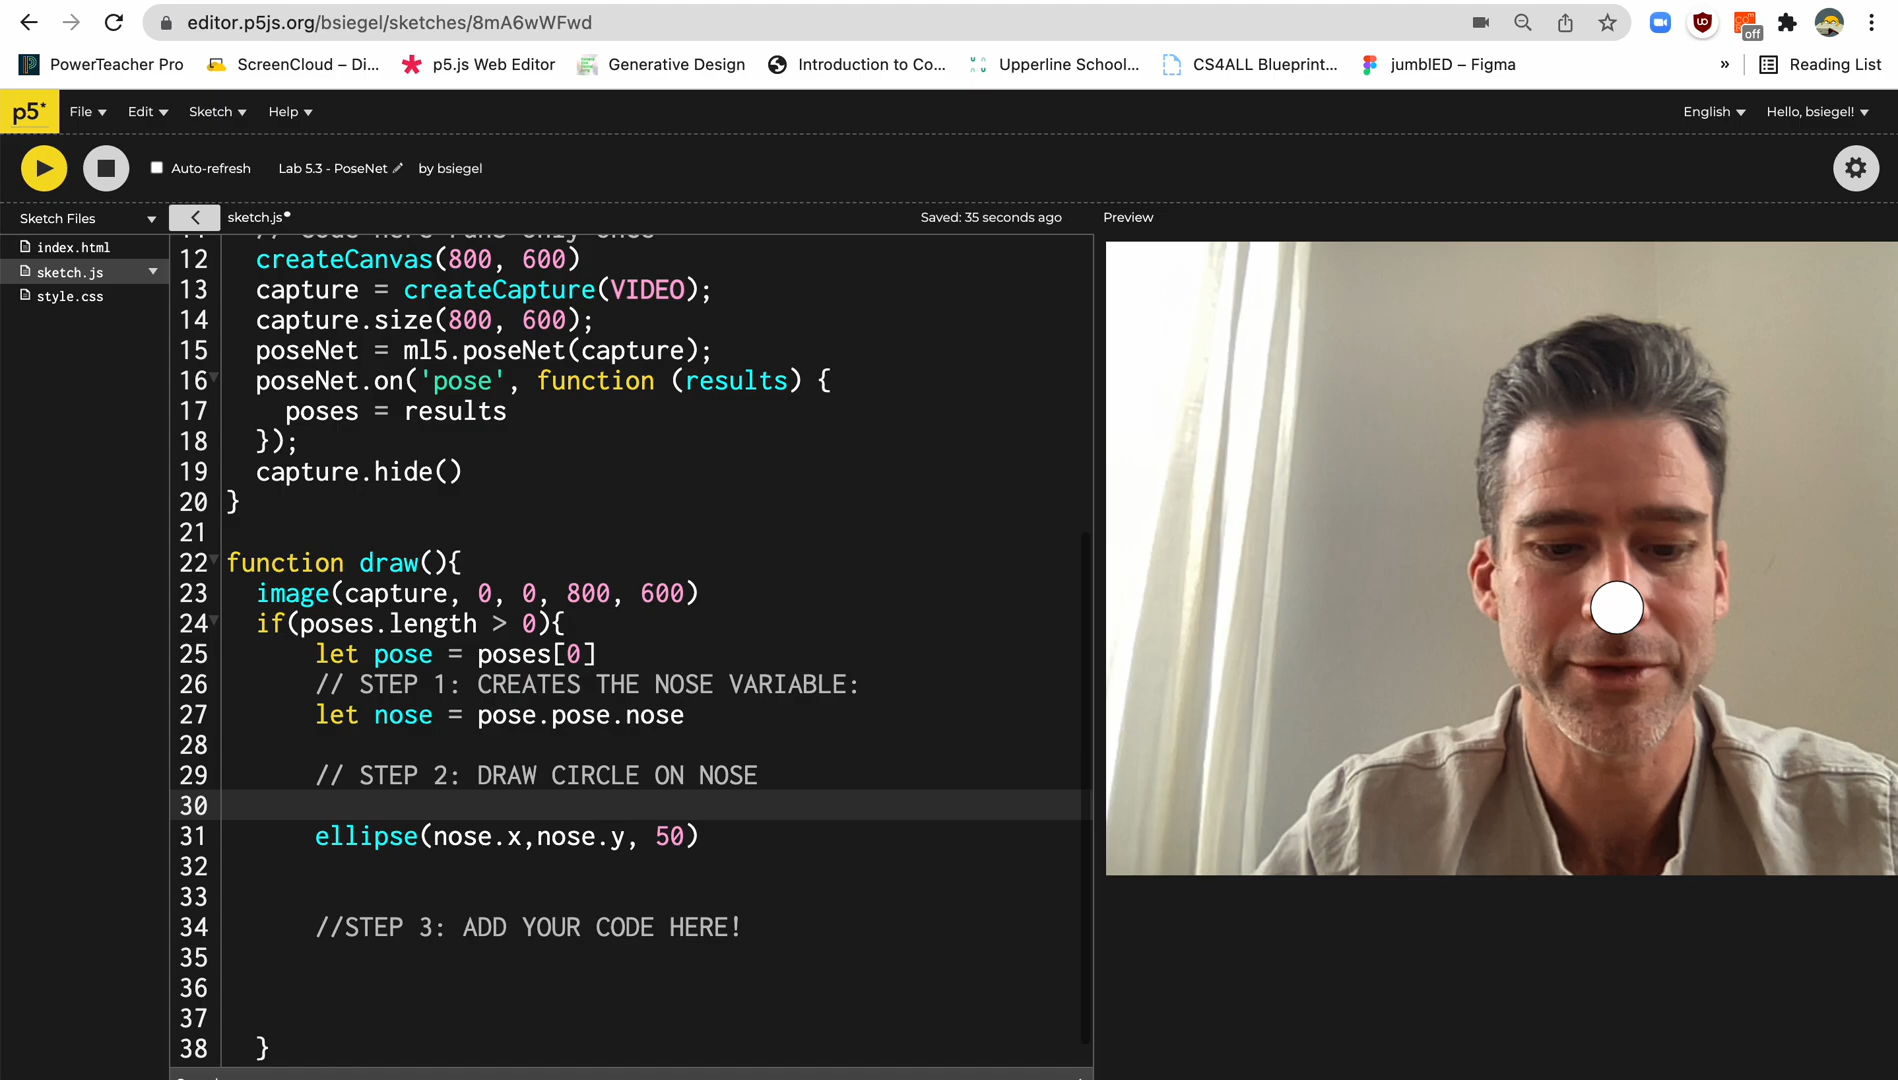 editor.p5js.org/bsiegel/sketches/8mA6wWFwd
off
PowerTeacher Pro ScreenCloud – Di... p5.js Web Editor Generative Design Introduction to Co... Upperline School... CS4ALL Blueprint... jumblED – Figma » Reading List
p5* File Edit Sketch Help English Hello, bsiegel!
Auto-refresh Lab 5.3 - PoseNet by bsiegel
Sketch Files sketch.js Saved: 35 seconds ago Preview
index.html
sketch.js
style.css
11 // Code here runs only once
12 createCanvas(800, 600)
13 capture = createCapture(VIDEO);
14 capture.size(800, 600);
15 poseNet = ml5.poseNet(capture);
16 poseNet.on('pose', function (results) {
17 poses = results
18 });
19 capture.hide()
20 }
21
22 function draw(){
23 image(capture, 0, 0, 800, 600)
24 if(poses.length > 0){
25 let pose = poses[0]
26 // STEP 1: CREATES THE NOSE VARIABLE:
27 let nose = pose.pose.nose
28
29 // STEP 2: DRAW CIRCLE ON NOSE
30
31 ellipse(nose.x,nose.y, 50)
32
33
34 //STEP 3: ADD YOUR CODE HERE!
35
36
37
38 }